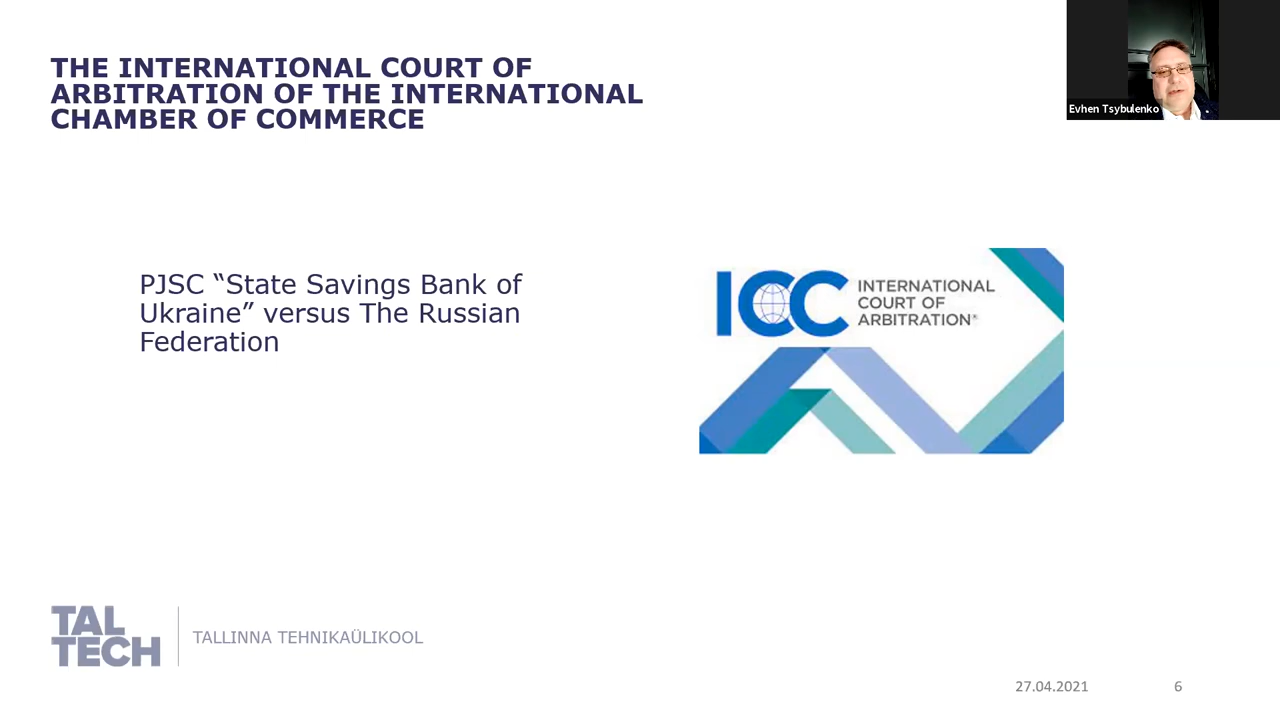 THE INTERNATIONAL COURT OF
ARBITRATION OF THE INTERNATIONAL
CHAMBER OF COMMERCE
Evhen Tsybulenko
PJSC “State Savings Bank of
Ukraine” versus The Russian
Federation
ICC INTERNATIONAL
COURT OF
ARBITRATION®
TAL
TECH
TALLINNA TEHNIKAÜLIKOOL
27.04.2021
6